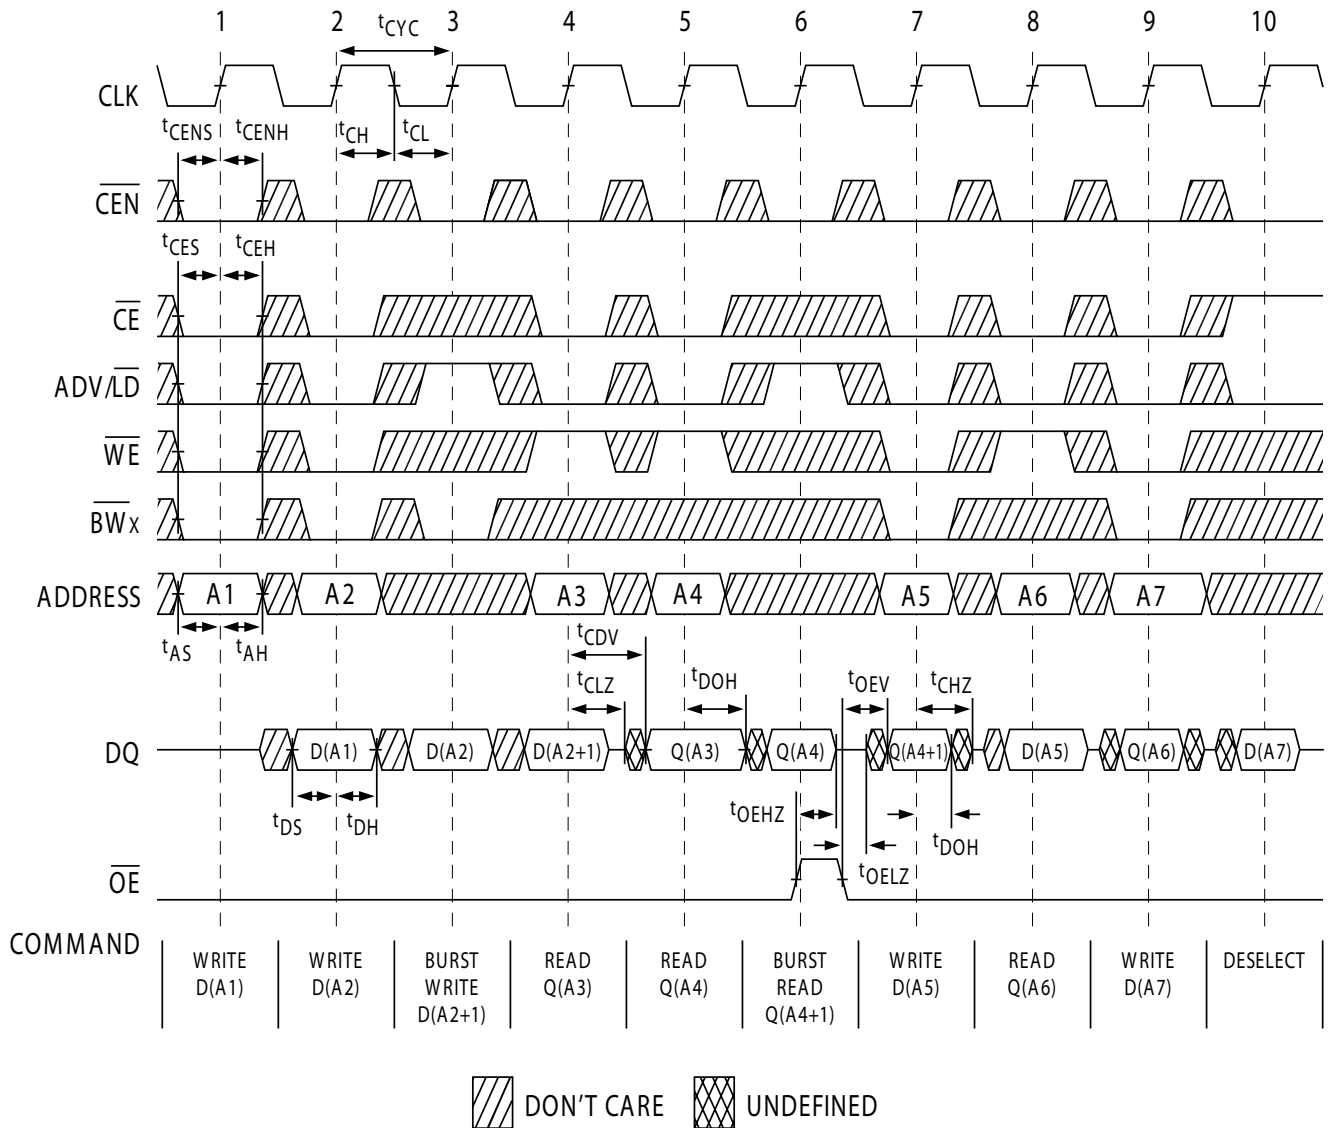 1 2 3 4 5 6 7 8 9 10
tCYC
CLK
tCENS tCENH tCH tCL
CEN
tCES tCEH
CE
ADV/LD
WE
BWx
ADDRESS A1 A2 A3 A4 A5 A6 A7
tAS tAH tCDV
tCLZ tDOH tOEV tCHZ
DQ D(A1) D(A2) D(A2+1) Q(A3) Q(A4) Q(A4+1) D(A5) Q(A6) D(A7)
tDS tDH tOEHZ tDOH
tOELZ
OE
COMMAND
WRITE WRITE BURST READ READ BURST WRITE READ WRITE DESELECT
D(A1) D(A2) WRITE Q(A3) Q(A4) READ D(A5) Q(A6) D(A7)
D(A2+1) Q(A4+1)
DON'T CARE UNDEFINED